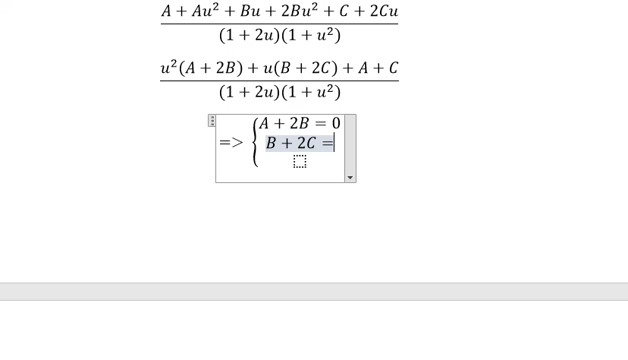 A + Au² + Bu + 2Bu² + C + 2Cu
(1 + 2u)(1 + u²)
u²(A + 2B) + u(B + 2C) + A + C
(1 + 2u)(1 + u²)
=> { A + 2B = 0
B + 2C =